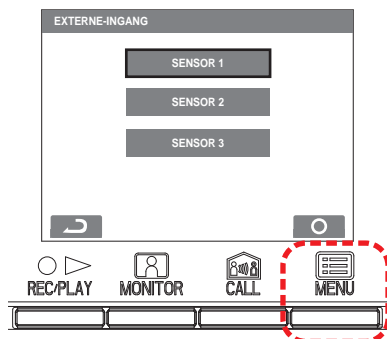 EXTERNE-INGANG
SENSOR 1
SENSOR 2
SENSOR 3
REC/PLAY MONITOR CALL MENU